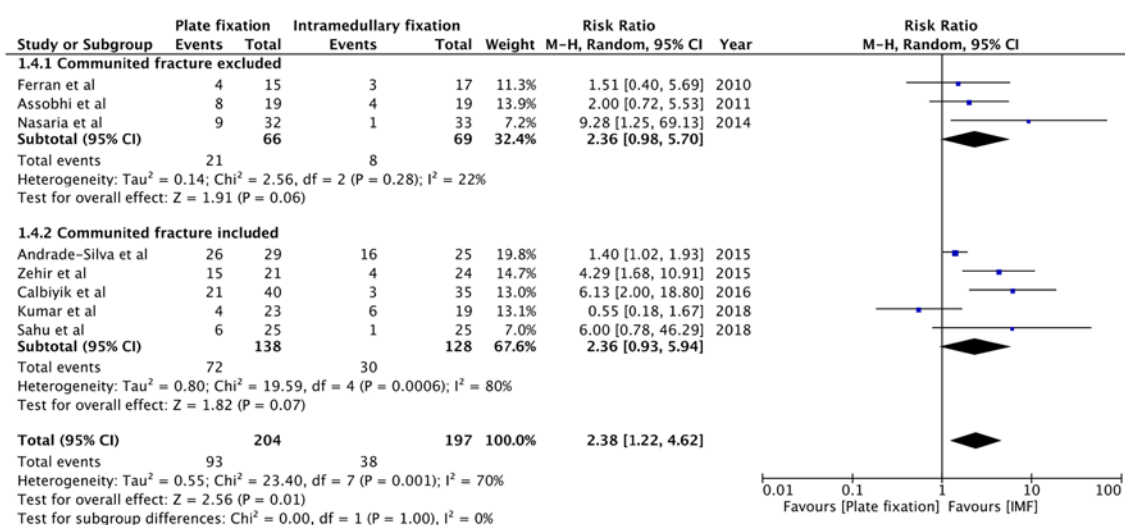 Plate fixation Intramedullary fixation Risk Ratio Risk Ratio
Study or Subgroup Events Total Events Total Weight M-H, Random, 95% CI Year M-H, Random, 95% CI
1.4.1 Communited fracture excluded
Ferran et al 4 15 3 17 11.3% 1.51 [0.40, 5.69] 2010
Assobhi et al 8 19 4 19 13.9% 2.00 [0.72, 5.53] 2011
Nasaria et al 9 32 1 33 7.2% 9.28 [1.25, 69.13] 2014
Subtotal (95% CI) 66 69 32.4% 2.36 [0.98, 5.70]
Total events 21 8
Heterogeneity: Tau² = 0.14; Chi² = 2.56, df = 2 (P = 0.28); I² = 22%
Test for overall effect: Z = 1.91 (P = 0.06)
1.4.2 Communited fracture included
Andrade-Silva et al 26 29 16 25 19.8% 1.40 [1.02, 1.93] 2015
Zehir et al 15 21 4 24 14.7% 4.29 [1.68, 10.91] 2015
Calbiyik et al 21 40 3 35 13.0% 6.13 [2.00, 18.80] 2016
Kumar et al 4 23 6 19 13.1% 0.55 [0.18, 1.67] 2018
Sahu et al 6 25 1 25 7.0% 6.00 [0.78, 46.29] 2018
Subtotal (95% CI) 138 128 67.6% 2.36 [0.93, 5.94]
Total events 72 30
Heterogeneity: Tau² = 0.80; Chi² = 19.59, df = 4 (P = 0.0006); I² = 80%
Test for overall effect: Z = 1.82 (P = 0.07)
Total (95% CI) 204 197 100.0% 2.38 [1.22, 4.62]
Total events 93 38
Heterogeneity: Tau² = 0.55; Chi² = 23.40, df = 7 (P = 0.001); I² = 70%
Test for overall effect: Z = 2.56 (P = 0.01)
Test for subgroup differences: Chi² = 0.00, df = 1 (P = 1.00), I² = 0%
0.01 0.1 1 10 100
Favours [Plate fixation] Favours [IMF]